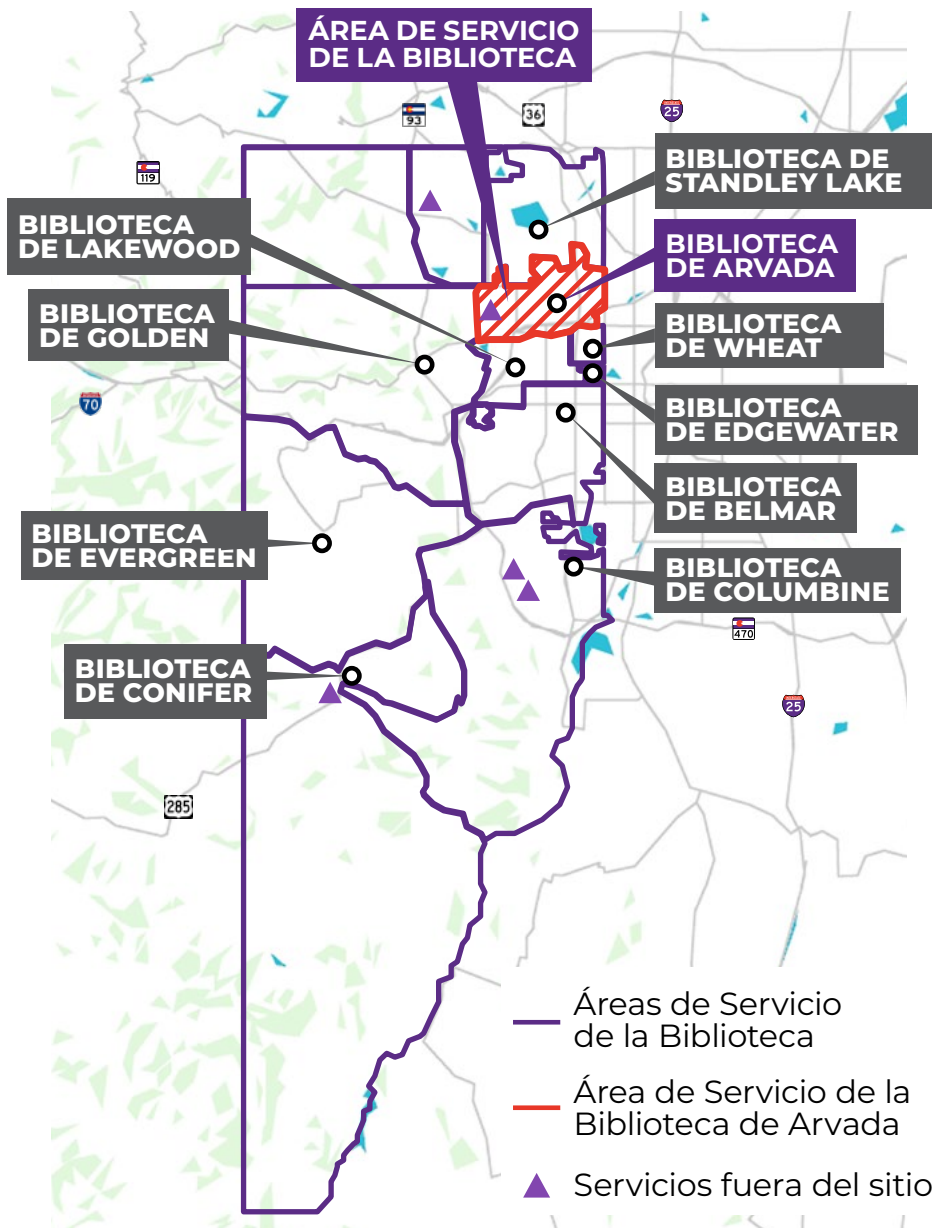 ÁREA DE SERVICIO
DE LA BIBLIOTECA
93
36
25
119
BIBLIOTECA DE
STANDLEY LAKE
BIBLIOTECA
DE LAKEWOOD
BIBLIOTECA
DE ARVADA
BIBLIOTECA
DE GOLDEN
BIBLIOTECA
DE WHEAT
70
BIBLIOTECA
DE EDGEWATER
BIBLIOTECA
DE BELMAR
BIBLIOTECA
DE EVERGREEN
BIBLIOTECA
DE COLUMBINE
470
BIBLIOTECA
DE CONIFER
25
285
Áreas de Servicio
de la Biblioteca
Área de Servicio de la
Biblioteca de Arvada
Servicios fuera del sitio